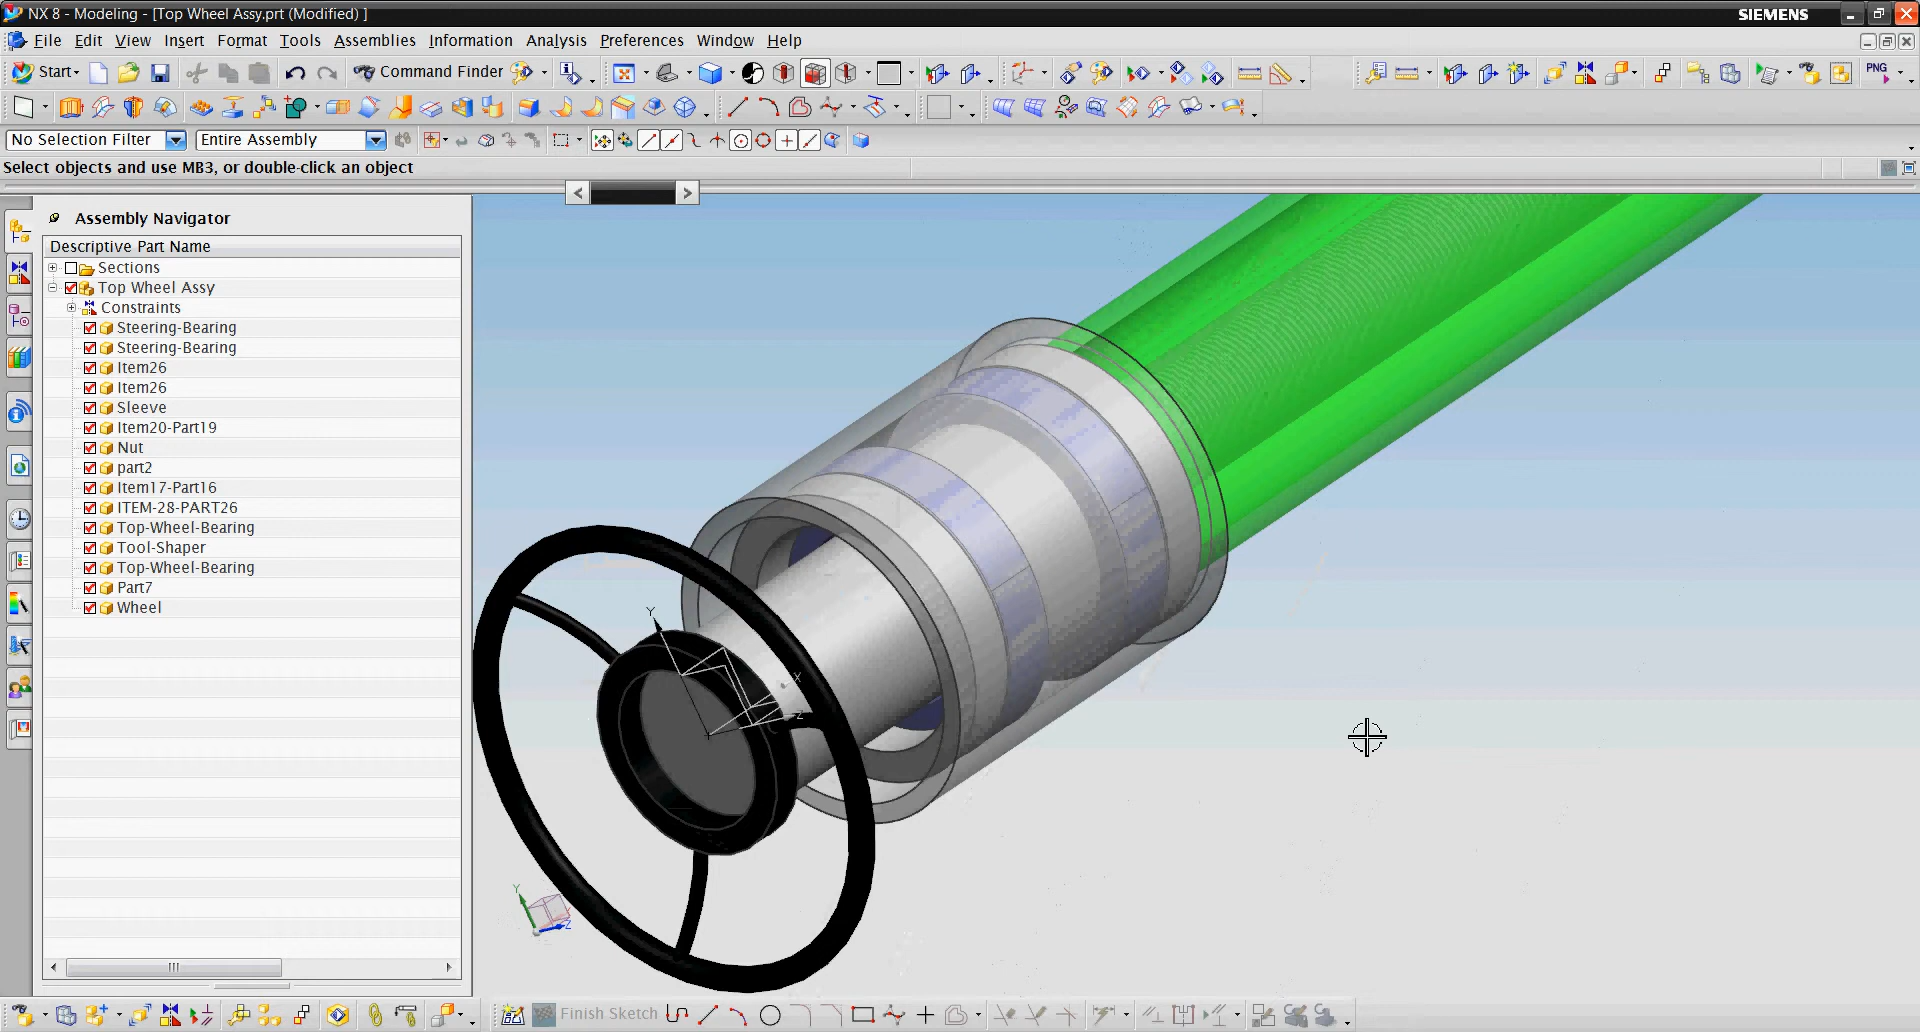 NX 8 - Modeling - [Top Wheel Assy.prt (Modified) ]
SIEMENS
File Edit View Insert Format Tools Assemblies Information Analysis Preferences Window Help
Start Command Finder PNG
No Selection Filter Entire Assembly
Select objects and use MB3, or double-click an object
Assembly Navigator
Descriptive Part Name
Sections
Top Wheel Assy
Constraints
Steering-Bearing
Steering-Bearing
Item26
Item26
Sleeve
Item20-Part19
Nut
part2
Item17-Part16
ITEM-28-PART26
Top-Wheel-Bearing
Tool-Shaper
Top-Wheel-Bearing
Part7
Wheel
Y
X
Z
Y
Z
Finish Sketch